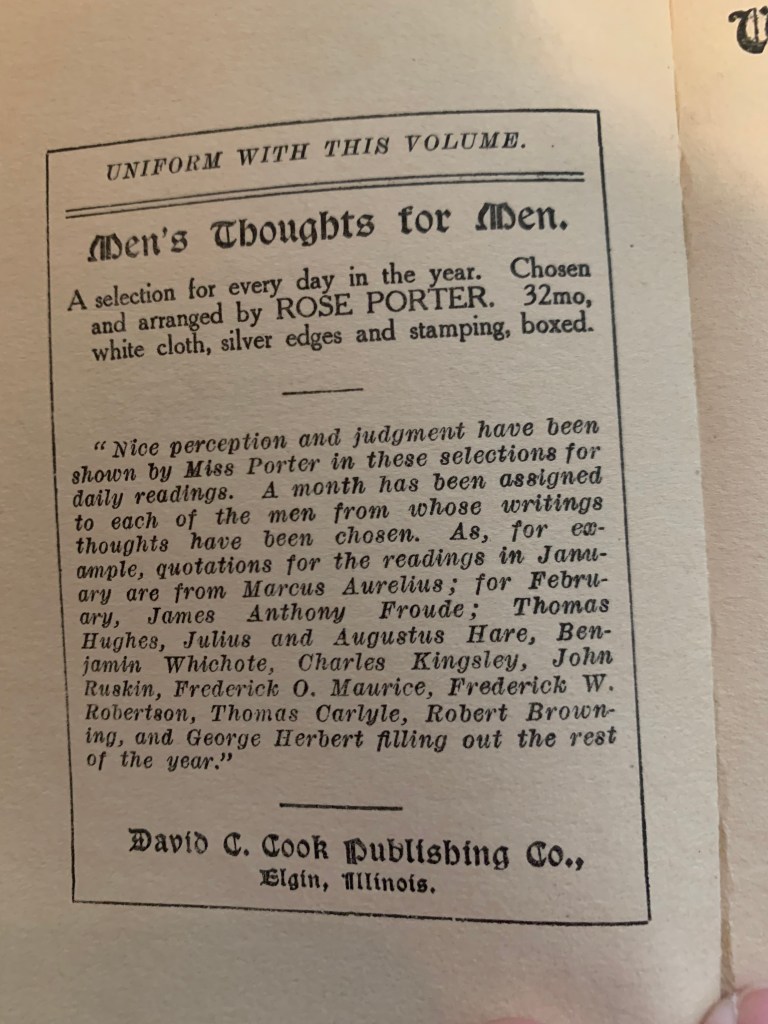 UNIFORM WITH THIS VOLUME.
Men's Thoughts for Men.
A selection for every day in the year. Chosen
and arranged by ROSE PORTER. 32mo,
white cloth, silver edges and stamping, boxed.
"Nice perception and judgment have been
shown by Miss Porter in these selections for
daily readings. A month has been assigned
to each of the men from whose writings
thoughts have been chosen. As, for ex-
ample, quotations for the readings in Janu-
ary are from Marcus Aurelius; for Febru-
ary, James Anthony Froude; Thomas
Hughes, Julius and Augustus Hare, Ben-
jamin Whichote, Charles Kingsley, John
Ruskin, Frederick O. Maurice, Frederick W.
Robertson, Thomas Carlyle, Robert Brown-
ing, and George Herbert filling out the rest
of the year."
David C. Cook Publishing Co.,
Elgin, Illinois.